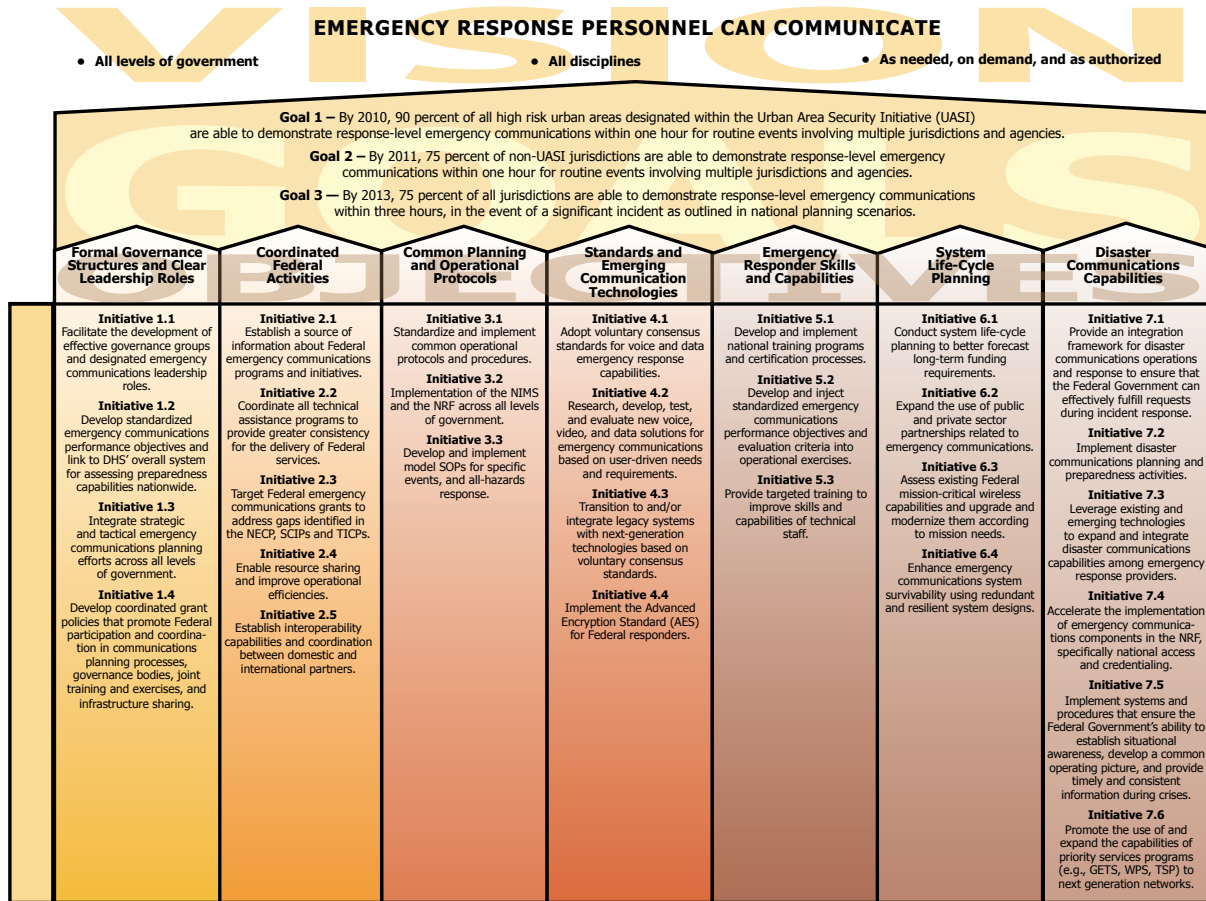 VISION
EMERGENCY RESPONSE PERSONNEL CAN COMMUNICATE
• All levels of government
• All disciplines
• As needed, on demand, and as authorized
GOALS
Goal 1 – By 2010, 90 percent of all high risk urban areas designated within the Urban Area Security Initiative (UASI)
are able to demonstrate response-level emergency communications within one hour for routine events involving multiple jurisdictions and agencies.
Goal 2 – By 2011, 75 percent of non-UASI jurisdictions are able to demonstrate response-level emergency
communications within one hour for routine events involving multiple jurisdictions and agencies.
Goal 3 — By 2013, 75 percent of all jurisdictions are able to demonstrate response-level emergency communications
within three hours, in the event of a significant incident as outlined in national planning scenarios.
OBJECTIVES
Formal Governance
Structures and Clear
Leadership Roles
Initiative 1.1
Facilitate the development of
effective governance groups
and designated emergency
communications leadership
roles.
Initiative 1.2
Develop standardized
emergency communications
performance objectives and
link to DHS' overall system
for assessing preparedness
capabilities nationwide.
Initiative 1.3
Integrate strategic
and tactical emergency
communications planning
efforts across all levels
of government.
Initiative 1.4
Develop coordinated grant
policies that promote Federal
participation and coordina-
tion in communications
planning processes,
governance bodies, joint
training and exercises, and
infrastructure sharing.
Coordinated
Federal
Activities
Initiative 2.1
Establish a source of
information about Federal
emergency communications
programs and initiatives.
Initiative 2.2
Coordinate all technical
assistance programs to
provide greater consistency
for the delivery of Federal
services.
Initiative 2.3
Target Federal emergency
communications grants to
address gaps identified in
the NECP, SCIPs and TICPs.
Initiative 2.4
Enable resource sharing
and improve operational
efficiencies.
Initiative 2.5
Establish interoperability
capabilities and coordination
between domestic and
international partners.
Common Planning
and Operational
Protocols
Initiative 3.1
Standardize and implement
common operational
protocols and procedures.
Initiative 3.2
Implementation of the NIMS
and the NRF across all levels
of government.
Initiative 3.3
Develop and implement
model SOPs for specific
events, and all-hazards
response.
Standards and
Emerging
Communication
Technologies
Initiative 4.1
Adopt voluntary consensus
standards for voice and data
emergency response
capabilities.
Initiative 4.2
Research, develop, test,
and evaluate new voice,
video, and data solutions for
emergency communications
based on user-driven needs
and requirements.
Initiative 4.3
Transition to and/or
integrate legacy systems
with next-generation
technologies based on
voluntary consensus
standards.
Initiative 4.4
Implement the Advanced
Encryption Standard (AES)
for Federal responders.
Emergency
Responder Skills
and Capabilities
Initiative 5.1
Develop and implement
national training programs
and certification processes.
Initiative 5.2
Develop and inject
standardized emergency
communications
performance objectives and
evaluation criteria into
operational exercises.
Initiative 5.3
Provide targeted training to
improve skills and
capabilities of technical
staff.
System
Life-Cycle
Planning
Initiative 6.1
Conduct system life-cycle
planning to better forecast
long-term funding
requirements.
Initiative 6.2
Expand the use of public
and private sector
partnerships related to
emergency communications.
Initiative 6.3
Assess existing Federal
mission-critical wireless
capabilities and upgrade and
modernize them according
to mission needs.
Initiative 6.4
Enhance emergency
communications system
survivability using redundant
and resilient system designs.
Disaster
Communications
Capabilities
Initiative 7.1
Provide an integration
framework for disaster
communications operations
and response to ensure that
the Federal Government can
effectively fulfill requests
during incident response.
Initiative 7.2
Implement disaster
communications planning and
preparedness activities.
Initiative 7.3
Leverage existing and
emerging technologies
to expand and integrate
disaster communications
capabilities among emergency
response providers.
Initiative 7.4
Accelerate the implementation
of emergency communica-
tions components in the NRF,
specifically national access
and credentialing.
Initiative 7.5
Implement systems and
procedures that ensure the
Federal Government's ability to
establish situational
awareness, develop a common
operating picture, and provide
timely and consistent
information during crises.
Initiative 7.6
Promote the use of and
expand the capabilities of
priority services programs
(e.g., GETS, WPS, TSP) to
next generation networks.